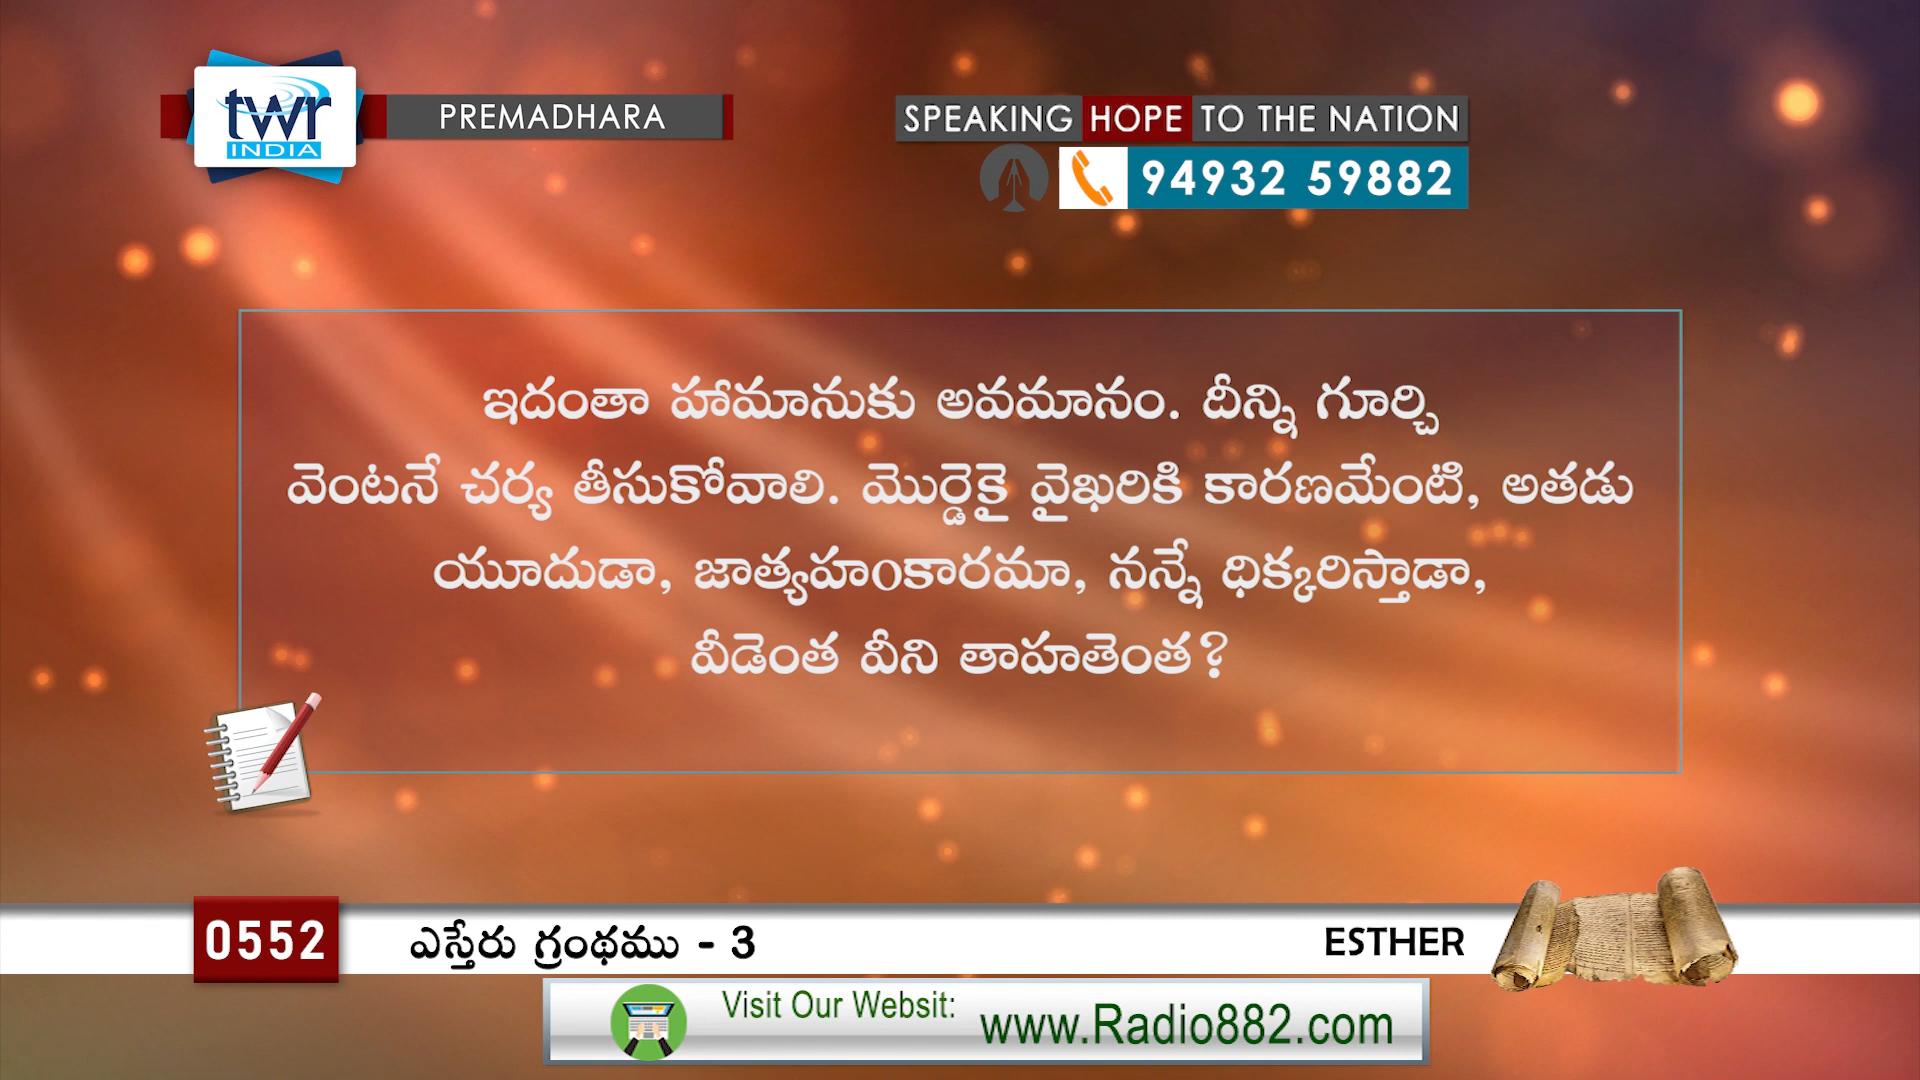 twr
INDIA
PREMADHARA
SPEAKING HOPE TO THE NATION
94932 59882
ఇదంతా హామానుకు అవమానం. దీన్ని గూర్చి
వెంటనే చర్య తీసుకోవాలి. మొర్డెకై వైఖరికి కారణమేంటి, అతడు
యూదుడా, జాత్యహంకారమా, నన్నే ధిక్కరిస్తాడా,
వీడెంత వీని తాహతెంత?
0552
ఎస్తేరు గ్రంథము - 3
ESTHER
Visit Our Websit:
www.Radio882.com